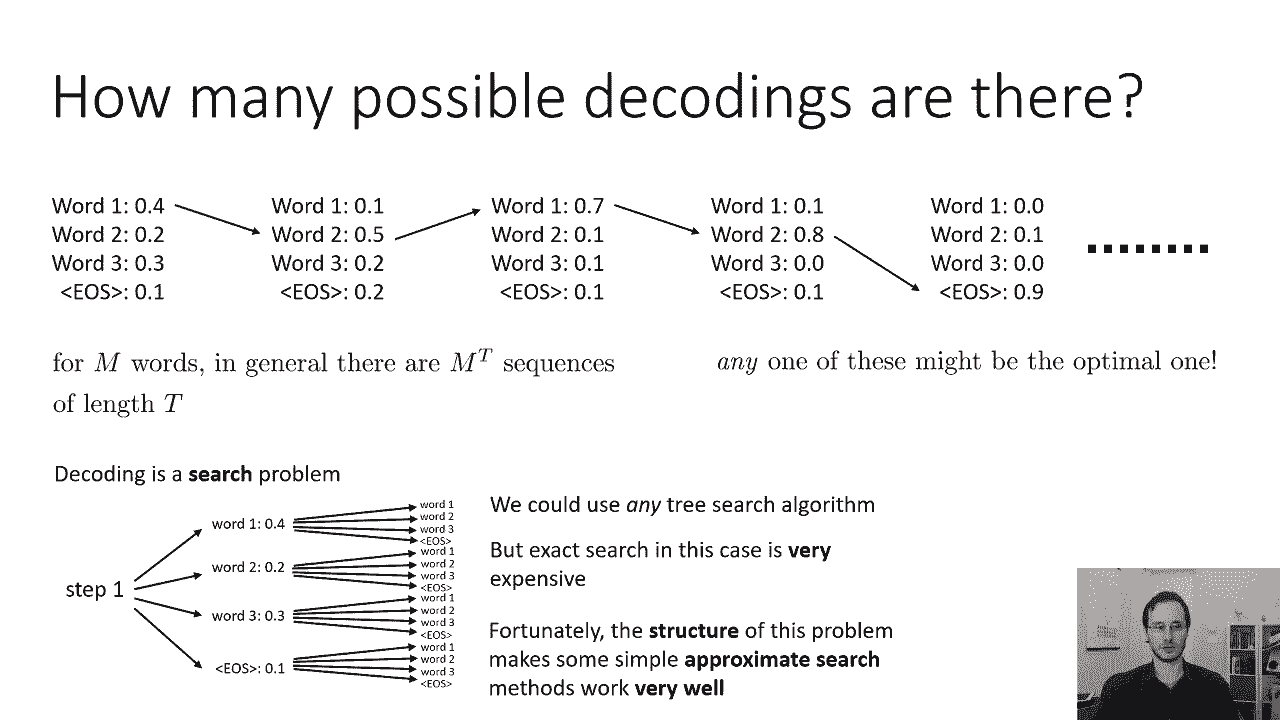 How many possible decodings are there?
Word 1: 0.4
Word 2: 0.2
Word 3: 0.3
<EOS>: 0.1
Word 1: 0.1
Word 2: 0.5
Word 3: 0.2
<EOS>: 0.2
Word 1: 0.7
Word 2: 0.1
Word 3: 0.1
<EOS>: 0.1
Word 1: 0.1
Word 2: 0.8
Word 3: 0.0
<EOS>: 0.1
Word 1: 0.0
Word 2: 0.1
Word 3: 0.0
<EOS>: 0.9
for M words, in general there are M^T sequences
of length T
any one of these might be the optimal one!
Decoding is a search problem
step 1
word 1: 0.4
word 2: 0.2
word 3: 0.3
<EOS>: 0.1
word 1
word 2
word 3
<EOS>
word 1
word 2
word 3
<EOS>
word 1
word 2
word 3
<EOS>
word 1
word 2
word 3
<EOS>
We could use any tree search algorithm
But exact search in this case is very
expensive
Fortunately, the structure of this problem
makes some simple approximate search
methods work very well